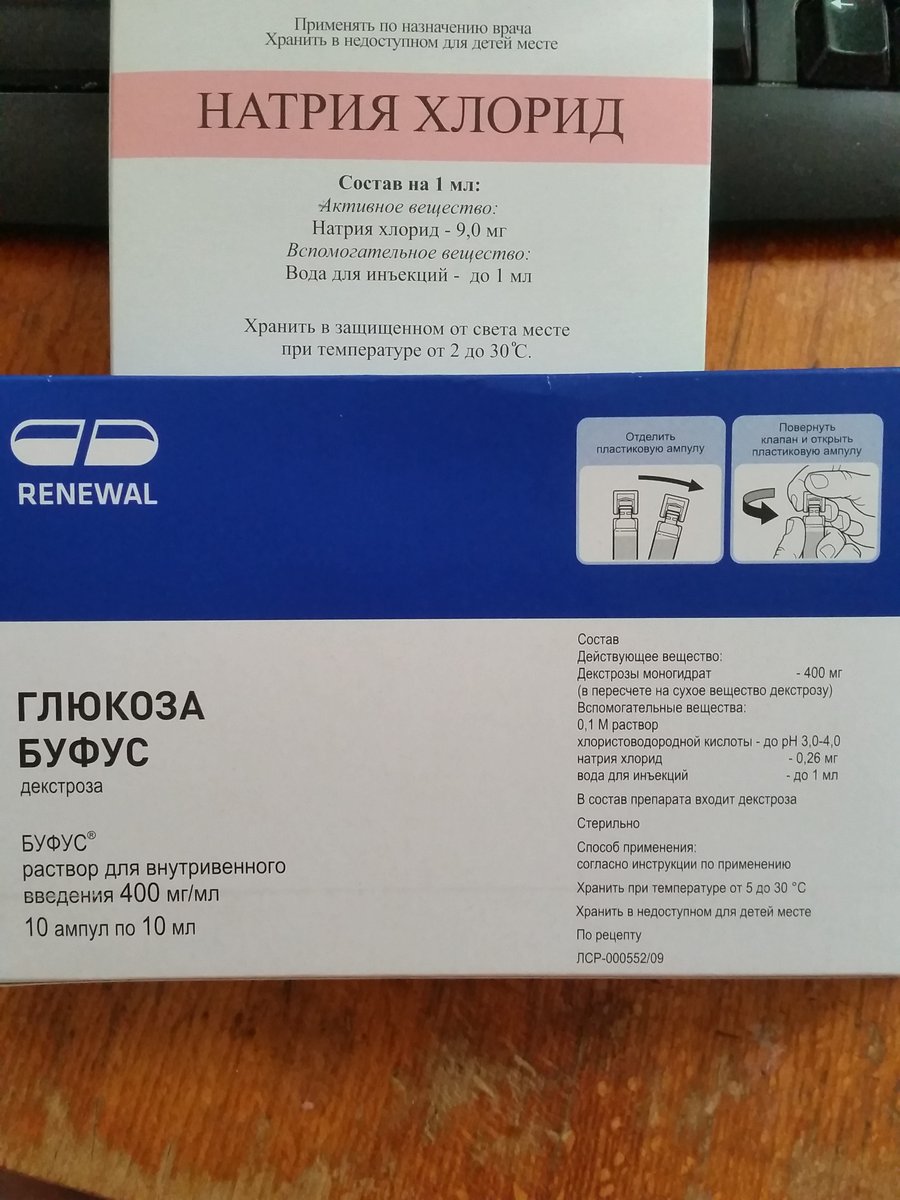 Применять по назначению врача
Хранить в недоступном для детей месте
НАТРИЯ ХЛОРИД
Состав на 1 мл:
Активное вещество:
Натрия хлорид - 9,0 мг
Вспомогательное вещество:
Вода для инъекций - до 1 мл
Хранить в защищенном от света месте
при температуре от 2 до 30°С.
RENEWAL
Отделить
пластиковую ампулу
Повернуть
клапан и открыть
пластиковую ампулу
ГЛЮКОЗА
БУФУС
декстроза
БУФУС®
раствор для внутривенного
введения 400 мг/мл
10 ампул по 10 мл
Состав
Действующее вещество:
Декстрозы моногидрат - 400 мг
(в пересчете на сухое вещество декстрозу)
Вспомогательные вещества:
0,1 М раствор
хлористоводородной кислоты - до pH 3,0-4,0
натрия хлорид - 0,26 мг
вода для инъекций - до 1 мл
В состав препарата входит декстроза
Стерильно
Способ применения:
согласно инструкции по применению
Хранить при температуре от 5 до 30 °С
Хранить в недоступном для детей месте
По рецепту
ЛСР-000552/09